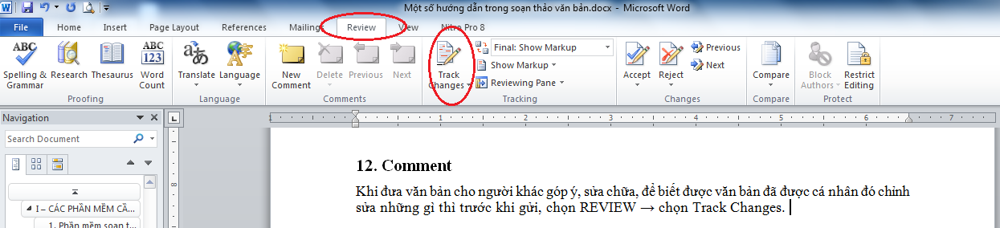 Một số hướng dẫn trong soạn thảo văn bản.docx - Microsoft Word
File Home Insert Page Layout References Mailings Review View Nitro Pro 8
ABC ABC 123 Final: Show Markup Previous
Show Markup Next
Spelling & Grammar Research Thesaurus Word Count Translate Language New Comment Delete Previous Next Track Changes Reviewing Pane Accept Reject Compare Block Authors Restrict Editing
Proofing Language Comments Tracking Changes Compare Protect
Navigation
1 1 2 3 4 5 6 7
Search Document
8
12. Comment
Khi đưa văn bản cho người khác góp ý, sửa chữa, để biết được văn bản đã được cá nhân đó chỉnh
sửa những gì thì trước khi gửi, chọn REVIEW → chọn Track Changes.
I – CÁC PHẦN MỀM CẦ...
1. Phần mềm soạn t...